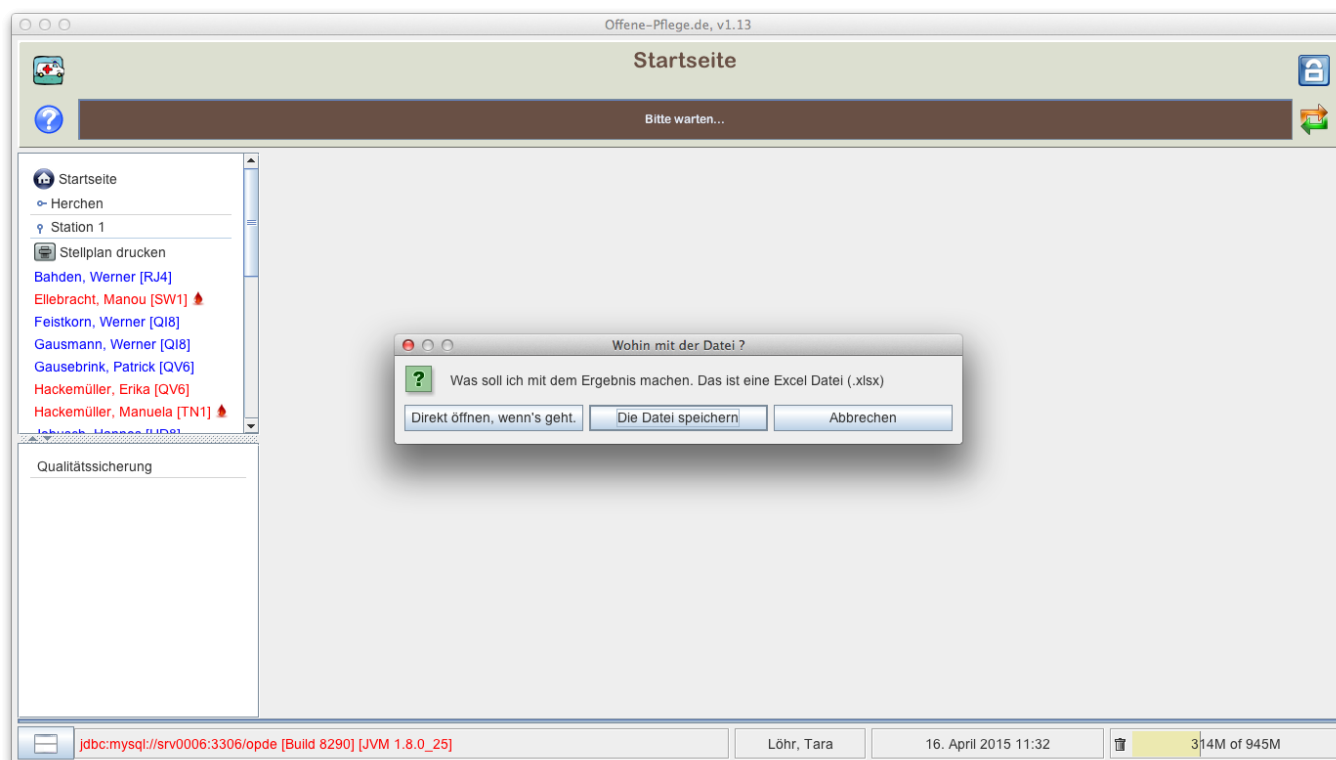 Offene-Pflege.de, v1.13
Startseite
Bitte warten...
Startseite
Herchen
Station 1
Stellplan drucken
Bahden, Werner [RJ4]
Ellebracht, Manou [SW1]
Feistkorn, Werner [QI8]
Gausmann, Werner [QI8]
Gausebrink, Patrick [QV6]
Hackemüller, Erika [QV6]
Hackemüller, Manuela [TN1]
Qualitätssicherung
Wohin mit der Datei ?
Was soll ich mit dem Ergebnis machen. Das ist eine Excel Datei (.xlsx)
Direkt öffnen, wenn's geht. Die Datei speichern Abbrechen
jdbc:mysql://srv0006:3306/opde [Build 8290] [JVM 1.8.0_25] Löhr, Tara 16. April 2015 11:32 314M of 945M